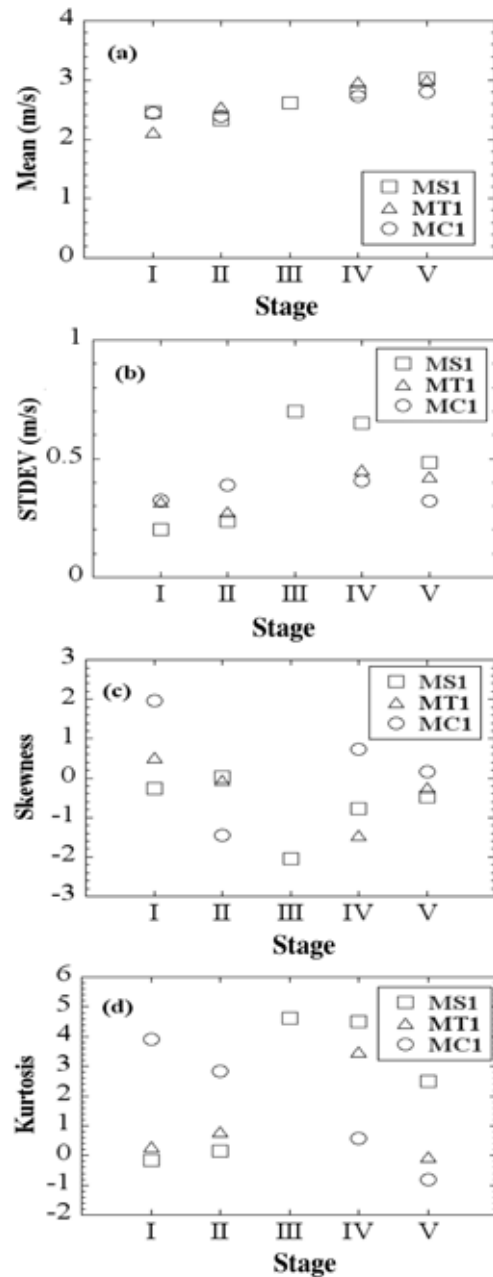 4
(a)
3
2
1
0
Mean (m/s)
MS1
MT1
MC1
I II III IV V
Stage
1
(b)
0.5
0
STDEV (m/s)
MS1
MT1
MC1
I II III IV V
Stage
3
(c)
2
1
0
-1
-2
-3
Skewness
MS1
MT1
MC1
I II III IV V
Stage
6
(d)
5
4
3
2
1
0
-1
-2
Kurtosis
MS1
MT1
MC1
I II III IV V
Stage